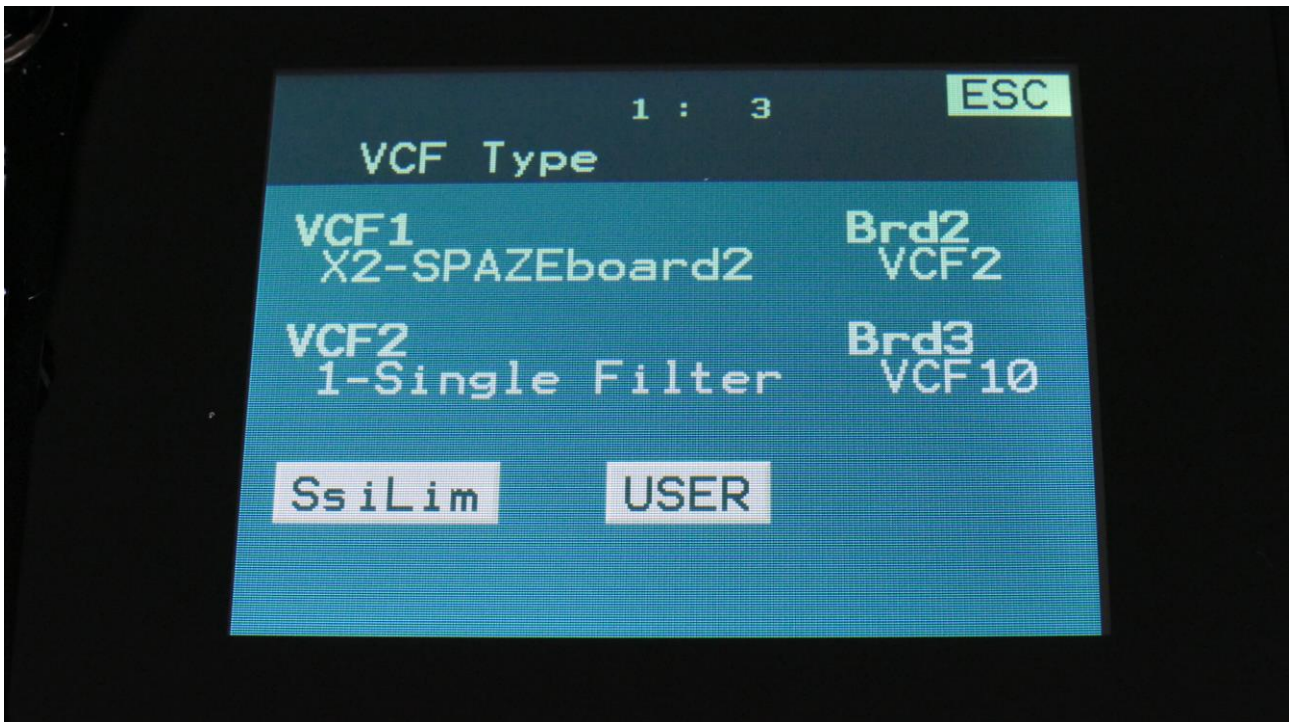 1 : 3 ESC
VCF Type
VCF1 Brd2
X2-SPAZEboard2 VCF2
VCF2 Brd3
1-Single Filter VCF10
SsiLim USER